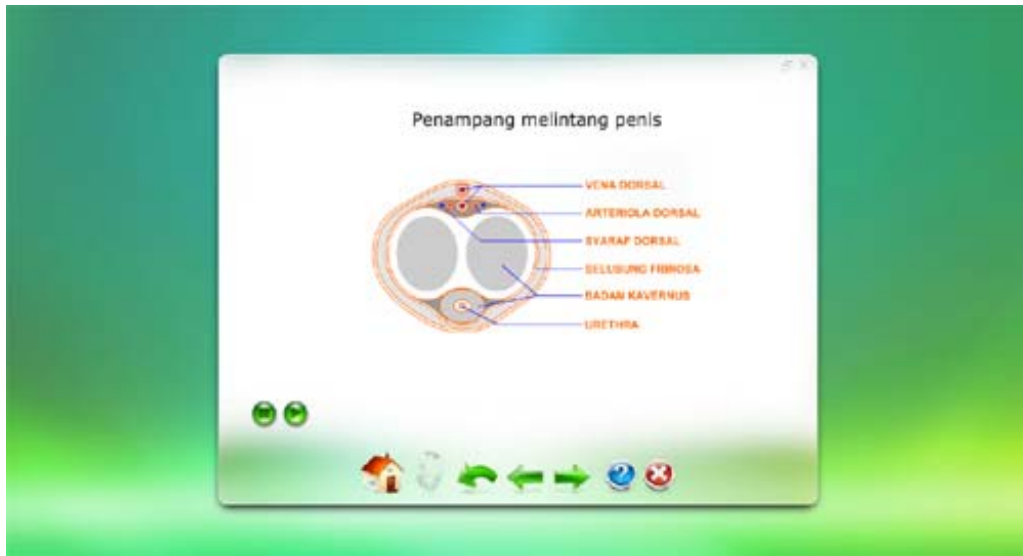 Penampang melintang penis
VENA DORSAL
ARTERIOLA DORSAL
SYARAF DORSAL
SELUBUNG FIBROSA
BADAN KAVERNUS
URETHRA